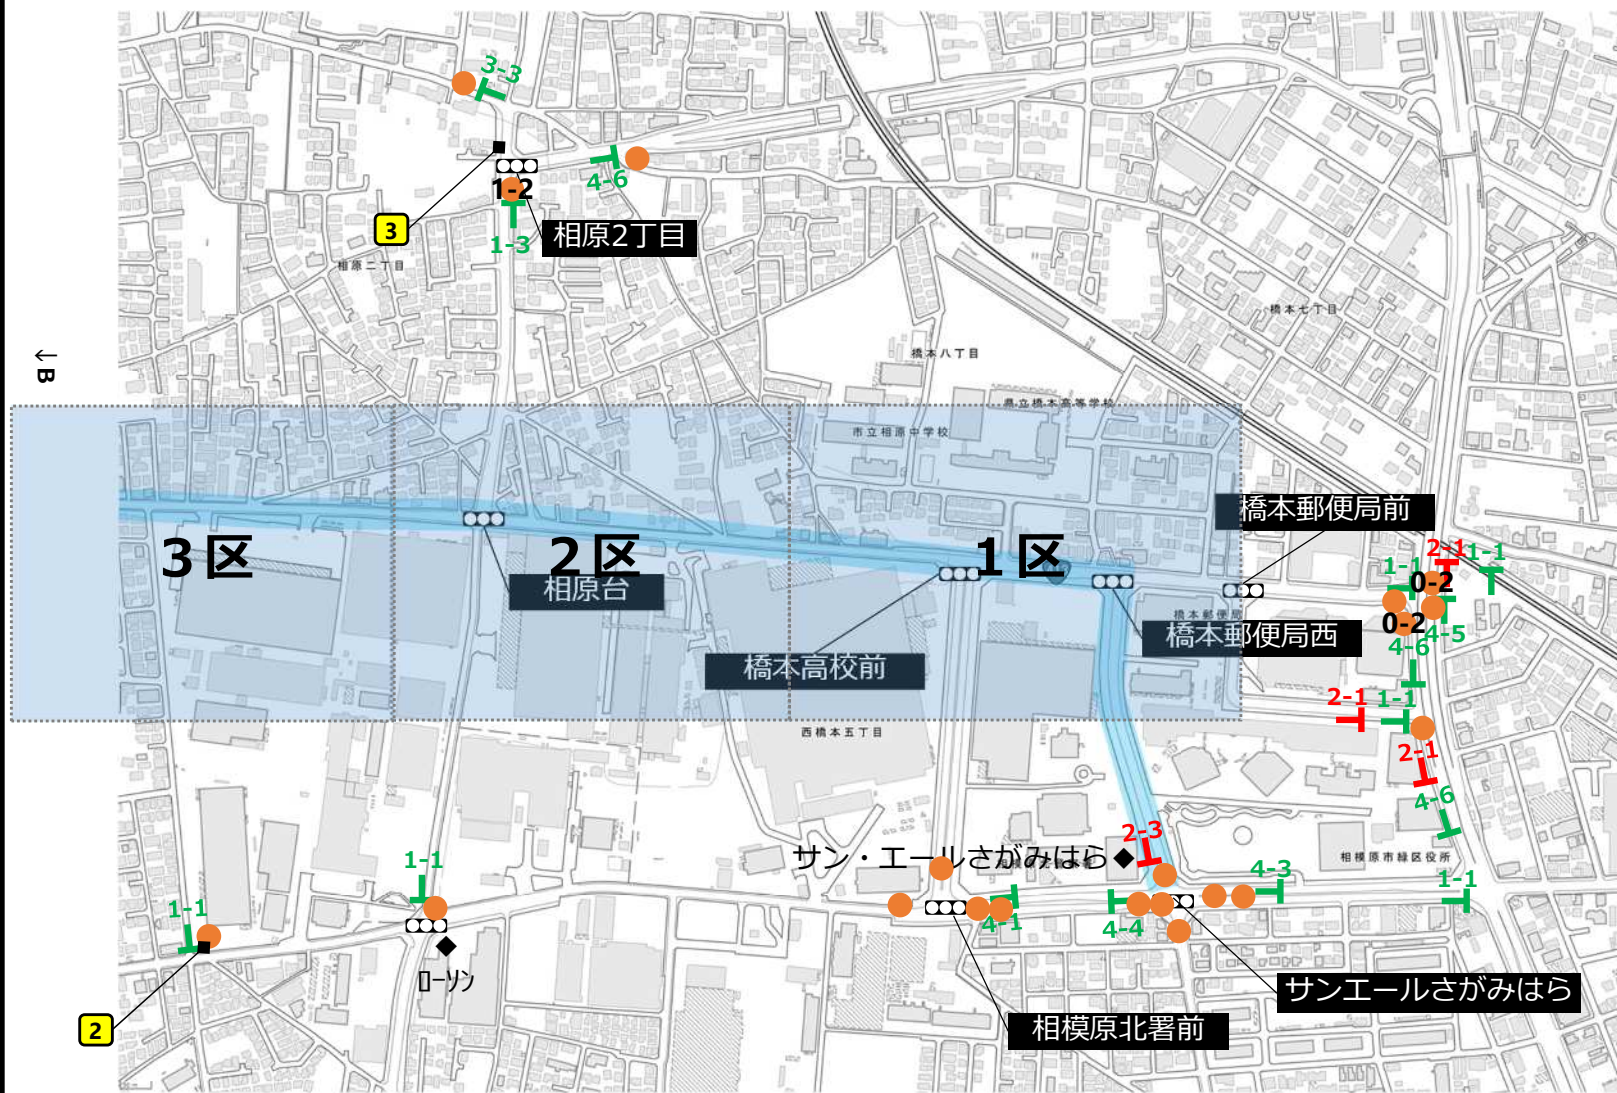 3-3
4-6
1-2
3
相原2丁目
1-3
相原二丁目
橋本七丁目
橋本八丁目
↓B
県立橋本高等学校
市立相原中学校
橋本郵便局前
3区
2区
1区
2-1
1-1
1-1
0-2
相原台
橋本郵便局
0-2
4-5
橋本郵便局西
4-6
橋本高校前
2-1
1-1
西橋本五丁目
2-1
4-6
2-3
サン・エールさがみはら
相模原市緑区役所
1-1
4-3
1-1
1-1
4-1
4-4
ローソン
サンエールさがみはら
2
相模原北署前